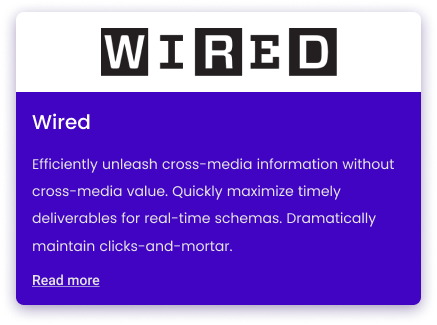 WIRED
Wired
Efficiently unleash cross-media information without
cross-media value. Quickly maximize timely
deliverables for real-time schemas. Dramatically
maintain clicks-and-mortar.
Read more